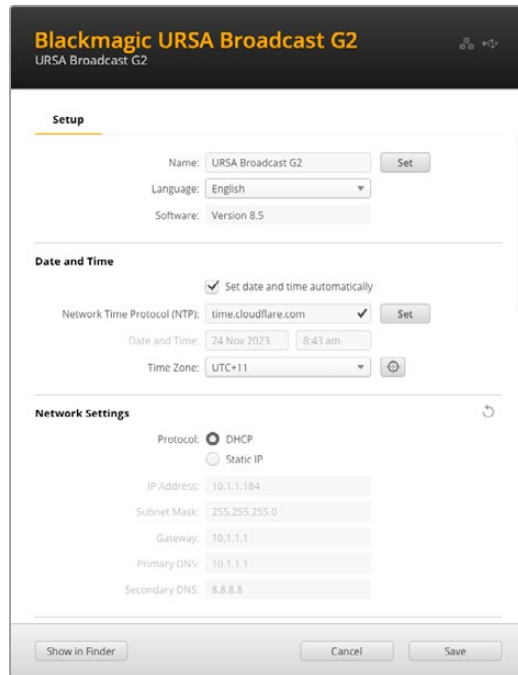 Blackmagic URSA Broadcast G2
URSA Broadcast G2
Setup
Name: URSA Broadcast G2 Set
Language: English
Software: Version 8.5
Date and Time
Set date and time automatically
Network Time Protocol (NTP): time.cloudflare.com Set
Date and Time: 24 Nov 2023 8:43 am
Time Zone: UTC+11
Network Settings
Protocol: DHCP
Static IP
IP Address: 10.1.1.184
Subnet Mask: 255.255.255.0
Gateway: 10.1.1.1
Primary DNS: 10.1.1.1
Secondary DNS: 8.8.8.8
Show in Finder Cancel Save